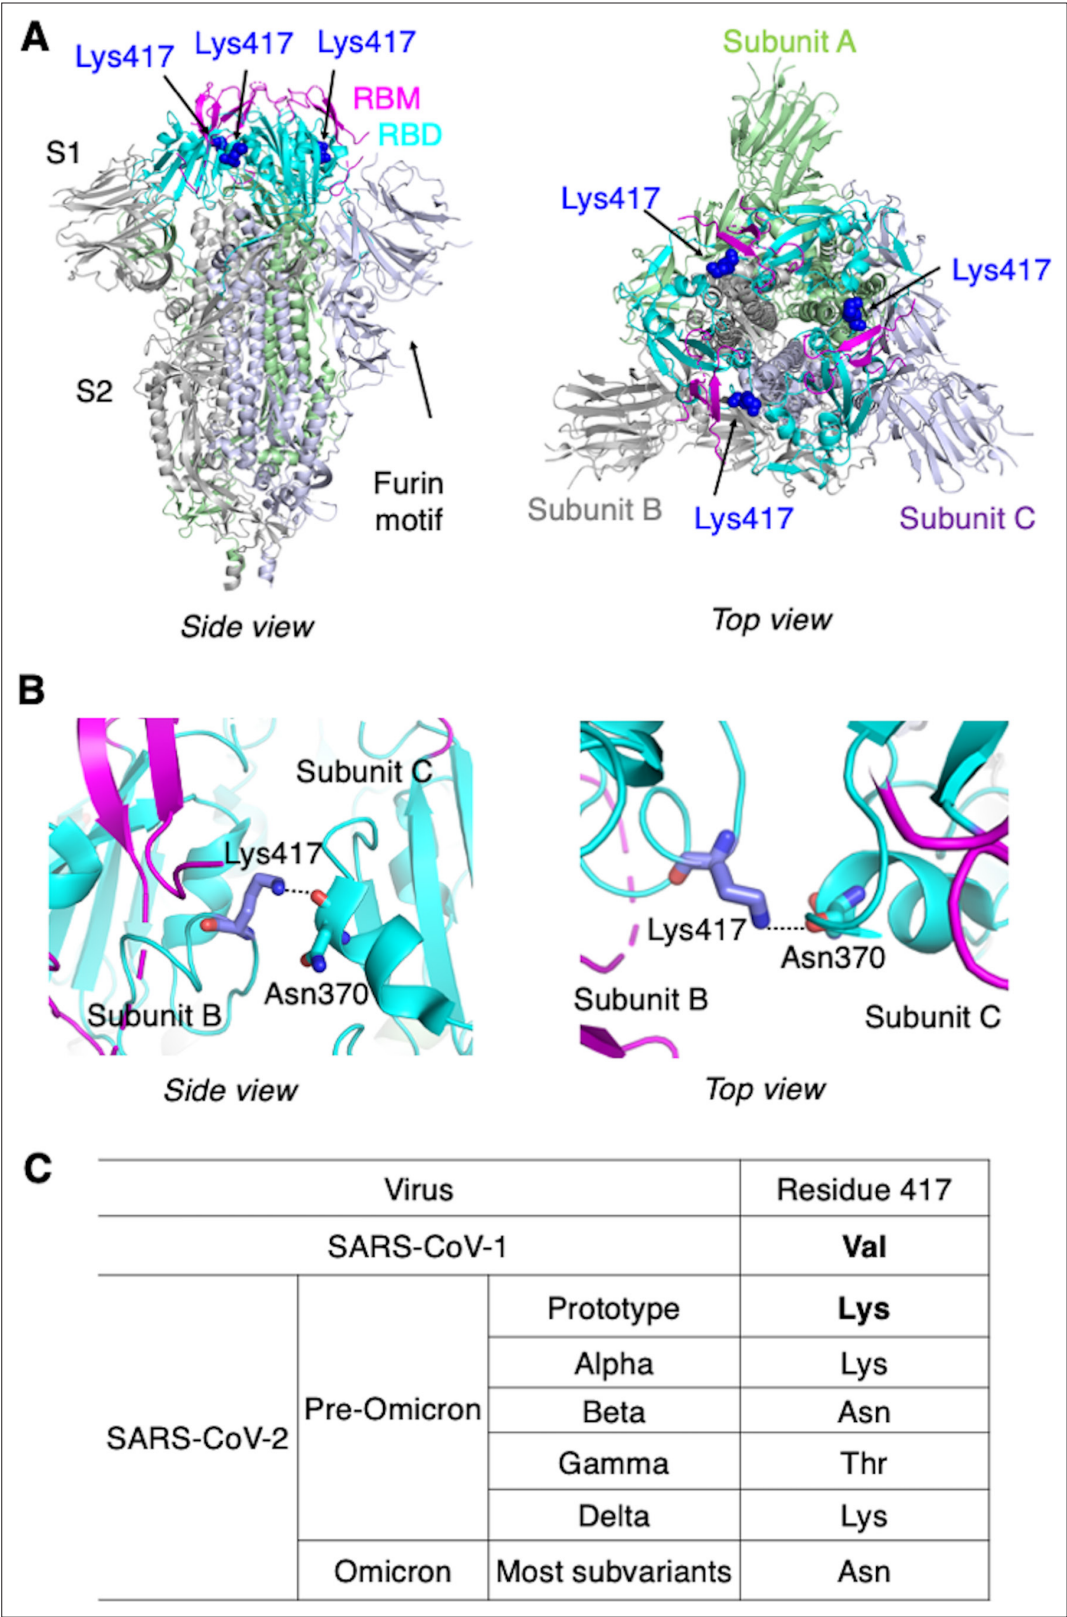 A
Lys417
Lys417
Lys417
RBM
RBD
S1
S2
Furin
motif
Side view
Subunit A
Lys417
Lys417
Subunit B
Lys417
Subunit C
Top view
B
Subunit C
Lys417
Asn370
Subunit B
Side view
Lys417
Asn370
Subunit B
Subunit C
Top view
C
Virus Residue 417
SARS-CoV-1 Val
SARS-CoV-2 Pre-Omicron Prototype Lys
Alpha Lys
Beta Asn
Gamma Thr
Delta Lys
Omicron Most subvariants Asn